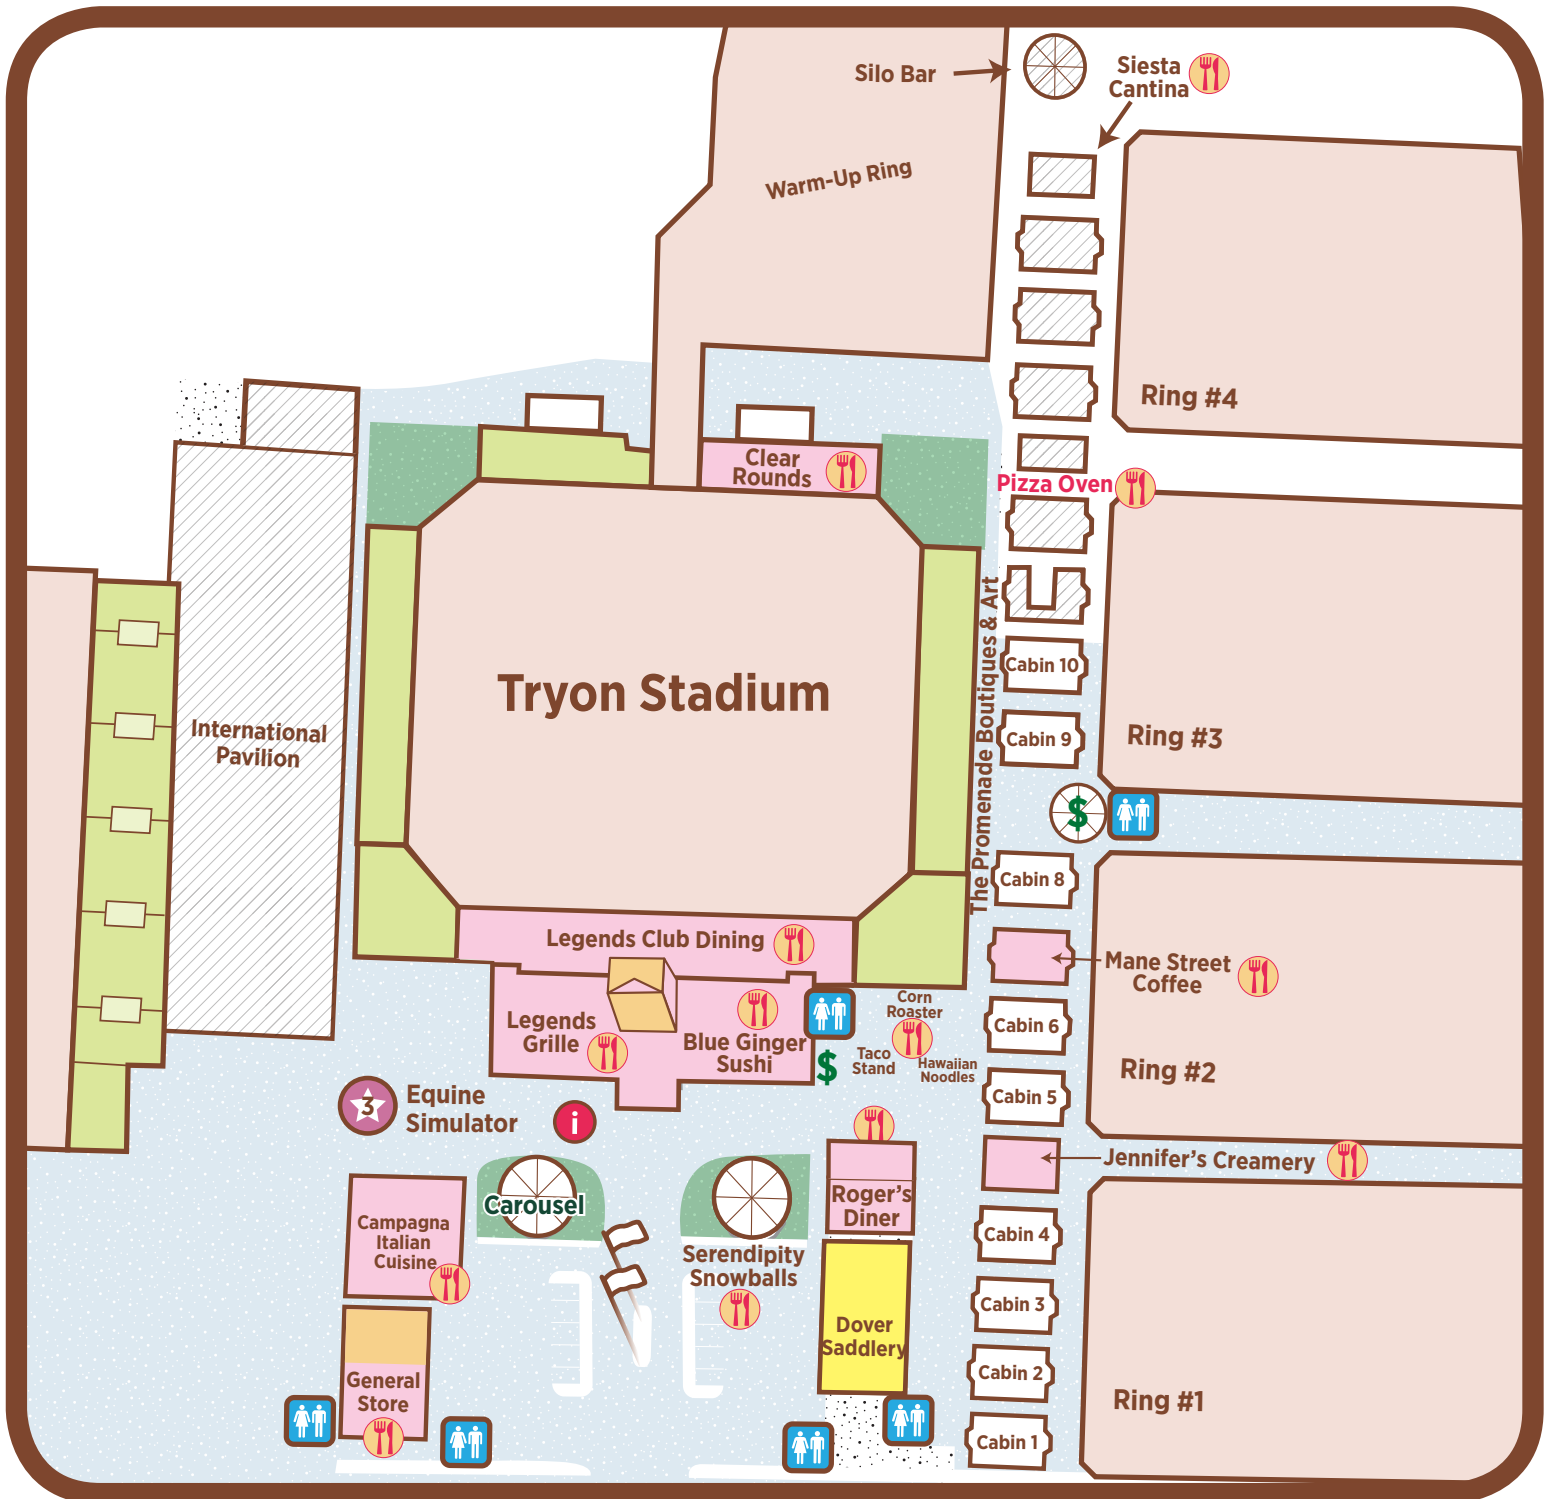 Silo Bar
Siesta
Cantina
Warm-Up Ring
Ring #4
Clear
Rounds
Pizza Oven
The Promenade Boutiques & Art
Tryon Stadium
International
Pavilion
Cabin 10
Cabin 9
Ring #3
$
Cabin 8
Legends Club Dining
Mane Street
Coffee
Legends
Grille
Blue Ginger
Sushi
Corn
Roaster
Taco
Stand
Hawaiian
Noodles
$
Cabin 6
Ring #2
Cabin 5
3
Equine
Simulator
i
Jennifer's Creamery
Carousel
Roger's
Diner
Campagna
Italian
Cuisine
Serendipity
Snowballs
Cabin 4
Cabin 3
Dover
Saddlery
Cabin 2
General
Store
Ring #1
Cabin 1